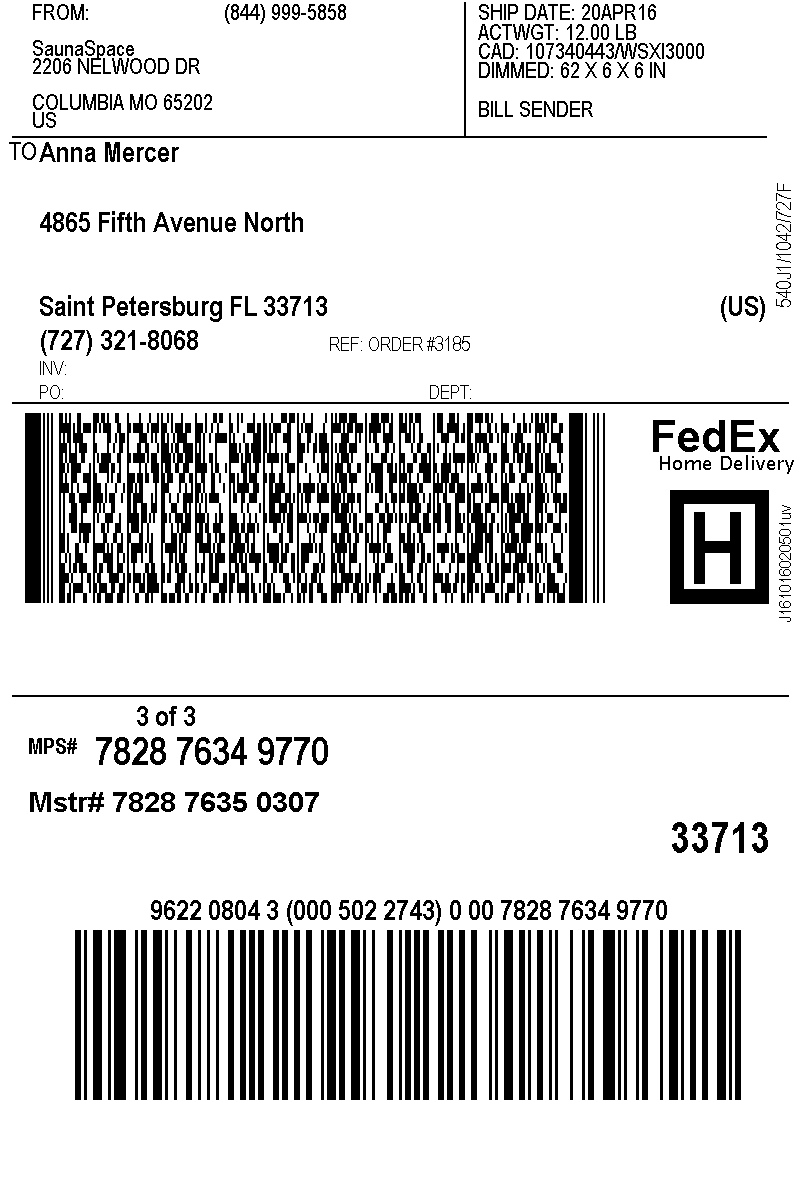 FROM: (844) 999-5858
SaunaSpace
2206 NELWOOD DR
COLUMBIA MO 65202
US
SHIP DATE: 20APR16
ACTWGT: 12.00 LB
CAD: 107340443/WSXI3000
DIMMED: 62 X 6 X 6 IN
BILL SENDER
TO Anna Mercer
4865 Fifth Avenue North
Saint Petersburg FL 33713 (US)
(727) 321-8068 REF: ORDER #3185
INV:
PO: DEPT:
540J1/1042/727F
FedEx
Home Delivery
H
J161016020501uv
3 of 3
MPS# 7828 7634 9770
Mstr# 7828 7635 0307
33713
9622 0804 3 (000 502 2743) 0 00 7828 7634 9770